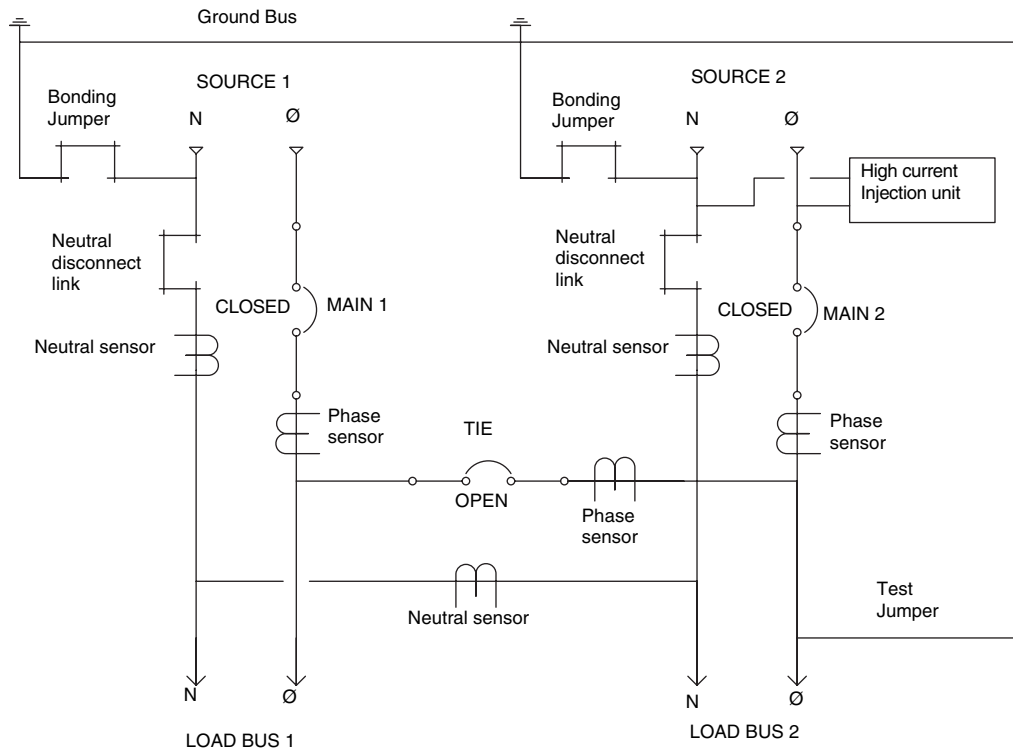 Ground Bus
SOURCE 1
SOURCE 2
Bonding
Jumper
N
Ø
Bonding
Jumper
N
Ø
High current
Injection unit
Neutral
disconnect
link
CLOSED
MAIN 1
Neutral
disconnect
link
CLOSED
MAIN 2
Neutral sensor
Neutral sensor
Phase
sensor
TIE
OPEN
Phase
sensor
Phase
sensor
Neutral sensor
Test
Jumper
N
Ø
LOAD BUS 1
N
Ø
LOAD BUS 2